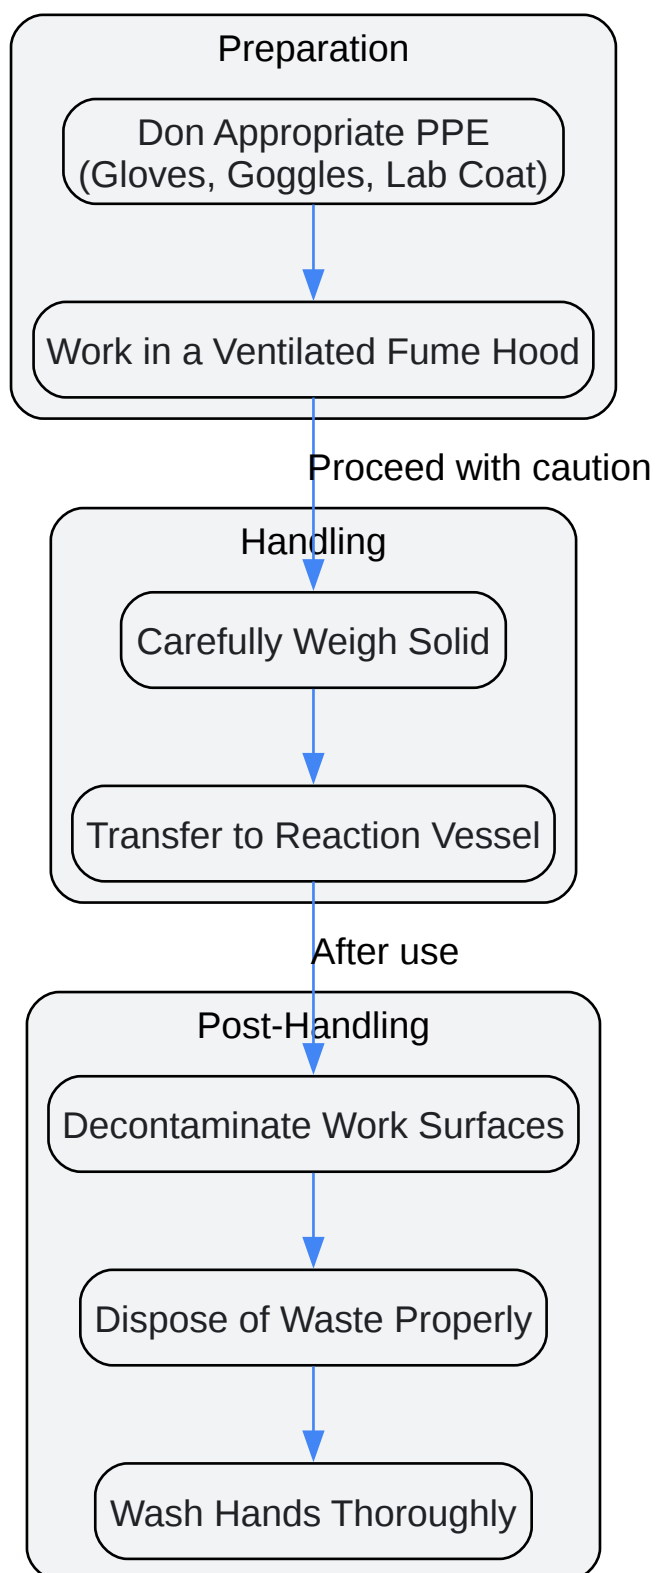 Preparation
Don Appropriate PPE
(Gloves, Goggles, Lab Coat)
Work in a Ventilated Fume Hood
Proceed with caution
Handling
Carefully Weigh Solid
Transfer to Reaction Vessel
After use
Post-Handling
Decontaminate Work Surfaces
Dispose of Waste Properly
Wash Hands Thoroughly